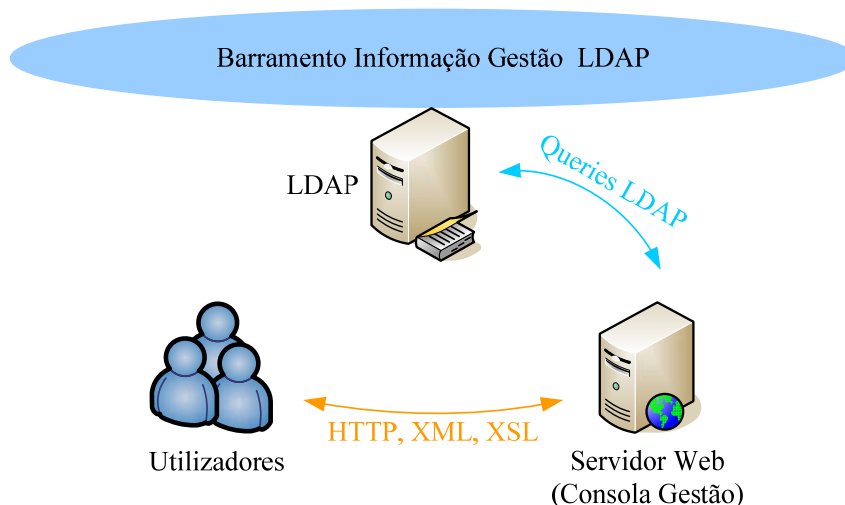 Barramento Informação Gestão  LDAP
Queries LDAP
LDAP
HTTP, XML, XSL
Utilizadores
Servidor Web
(Consola Gestão)